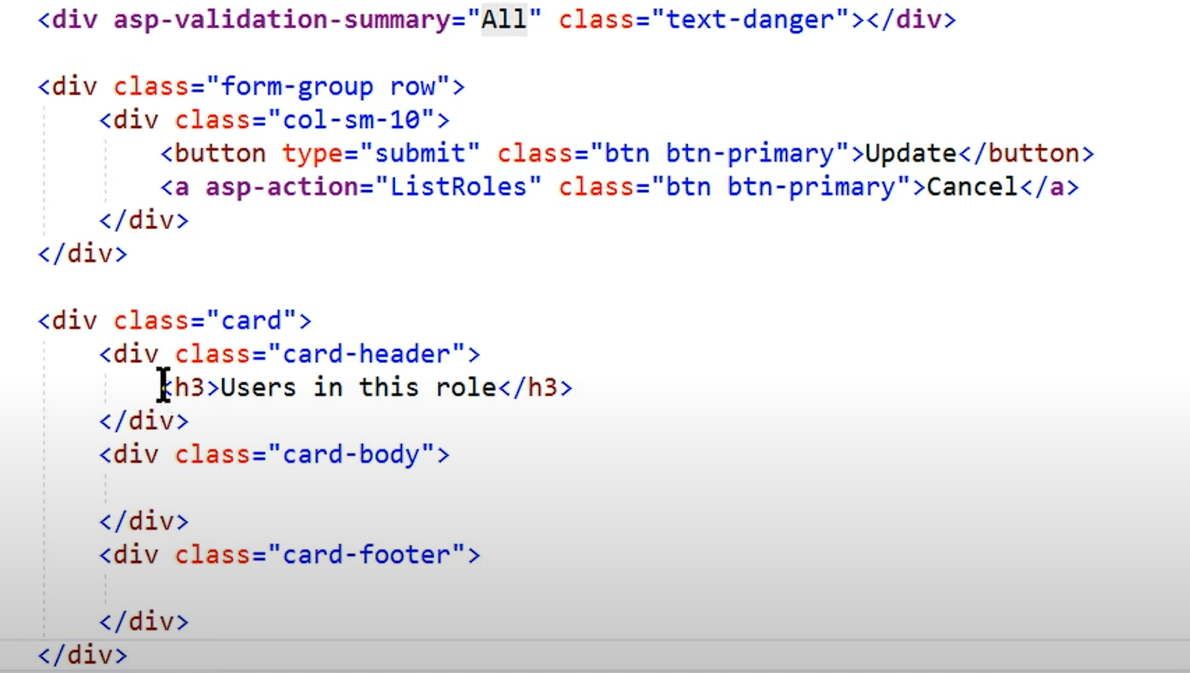 <div asp-validation-summary="All" class="text-danger"></div>
<div class="form-group row">
<div class="col-sm-10">
<button type="submit" class="btn btn-primary">Update</button>
<a asp-action="ListRoles" class="btn btn-primary">Cancel</a>
</div>
</div>
<div class="card">
<div class="card-header">
<h3>Users in this role</h3>
</div>
<div class="card-body">
</div>
<div class="card-footer">
</div>
</div>